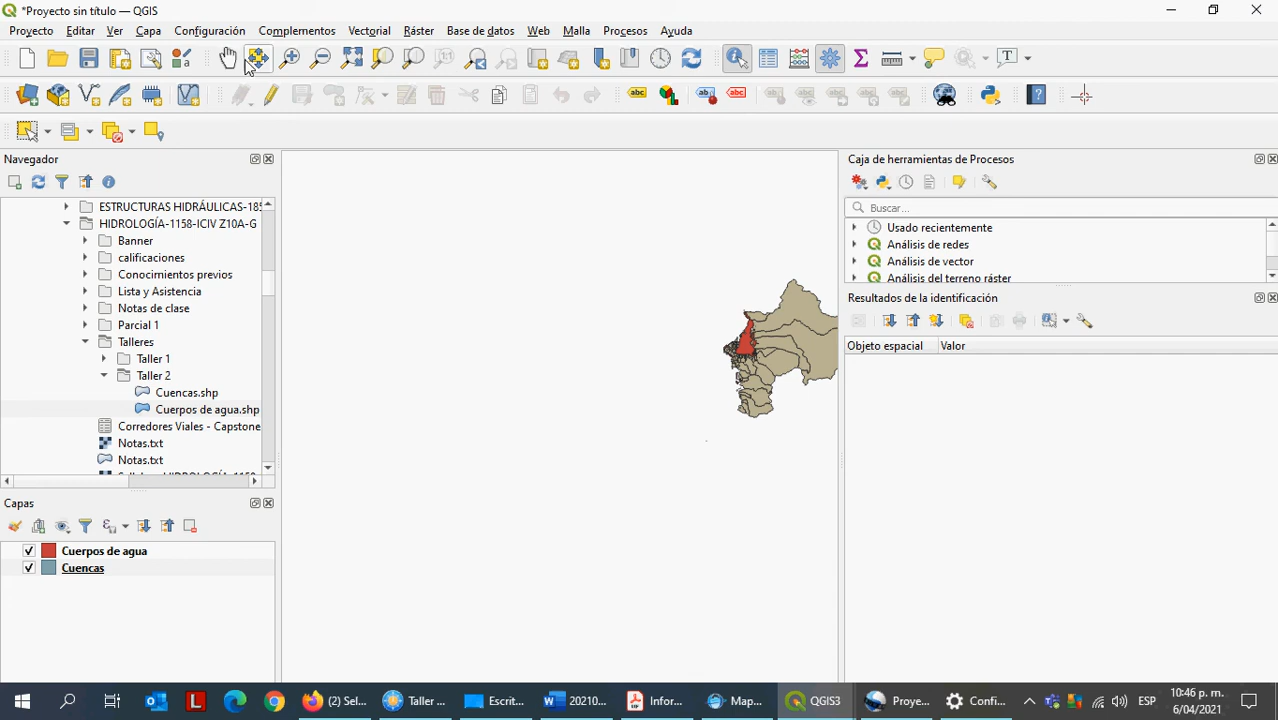 *Proyecto sin título — QGIS
Proyecto Editar Ver Capa Configuración Complementos Vectorial Ráster Base de datos Web Malla Procesos Ayuda
Navegador
ESTRUCTURAS HIDRÁULICAS-185
HIDROLOGÍA-1158-ICIV Z10A-G
Banner
calificaciones
Conocimientos previos
Lista y Asistencia
Notas de clase
Parcial 1
Talleres
Taller 1
Taller 2
Cuencas.shp
Cuerpos de agua.shp
Corredores Viales - Capstone
Notas.txt
Notas.txt
Capas
Cuerpos de agua
Cuencas
Caja de herramientas de Procesos
Buscar...
Usado recientemente
Análisis de redes
Análisis de vector
Análisis del terreno ráster
Resultados de la identificación
Objeto espacial Valor
(2) Sel... Taller ... Escrit... 20210... Infor... Map... QGIS3 Proye... Confi... ESP
10:46 p. m.
6/04/2021